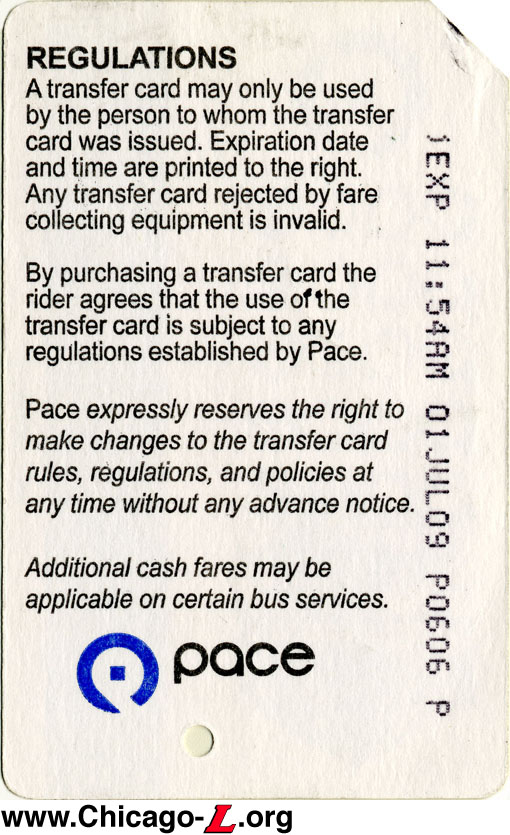 REGULATIONS
A transfer card may only be used
by the person to whom the transfer
card was issued. Expiration date
and time are printed to the right.
Any transfer card rejected by fare
collecting equipment is invalid.
By purchasing a transfer card the
rider agrees that the use of the
transfer card is subject to any
regulations established by Pace.
Pace expressly reserves the right to
make changes to the transfer card
rules, regulations, and policies at
any time without any advance notice.
Additional cash fares may be
applicable on certain bus services.
pace
EXP 11:54AM 01JUL09 P0606 P
www.Chicago-L.org